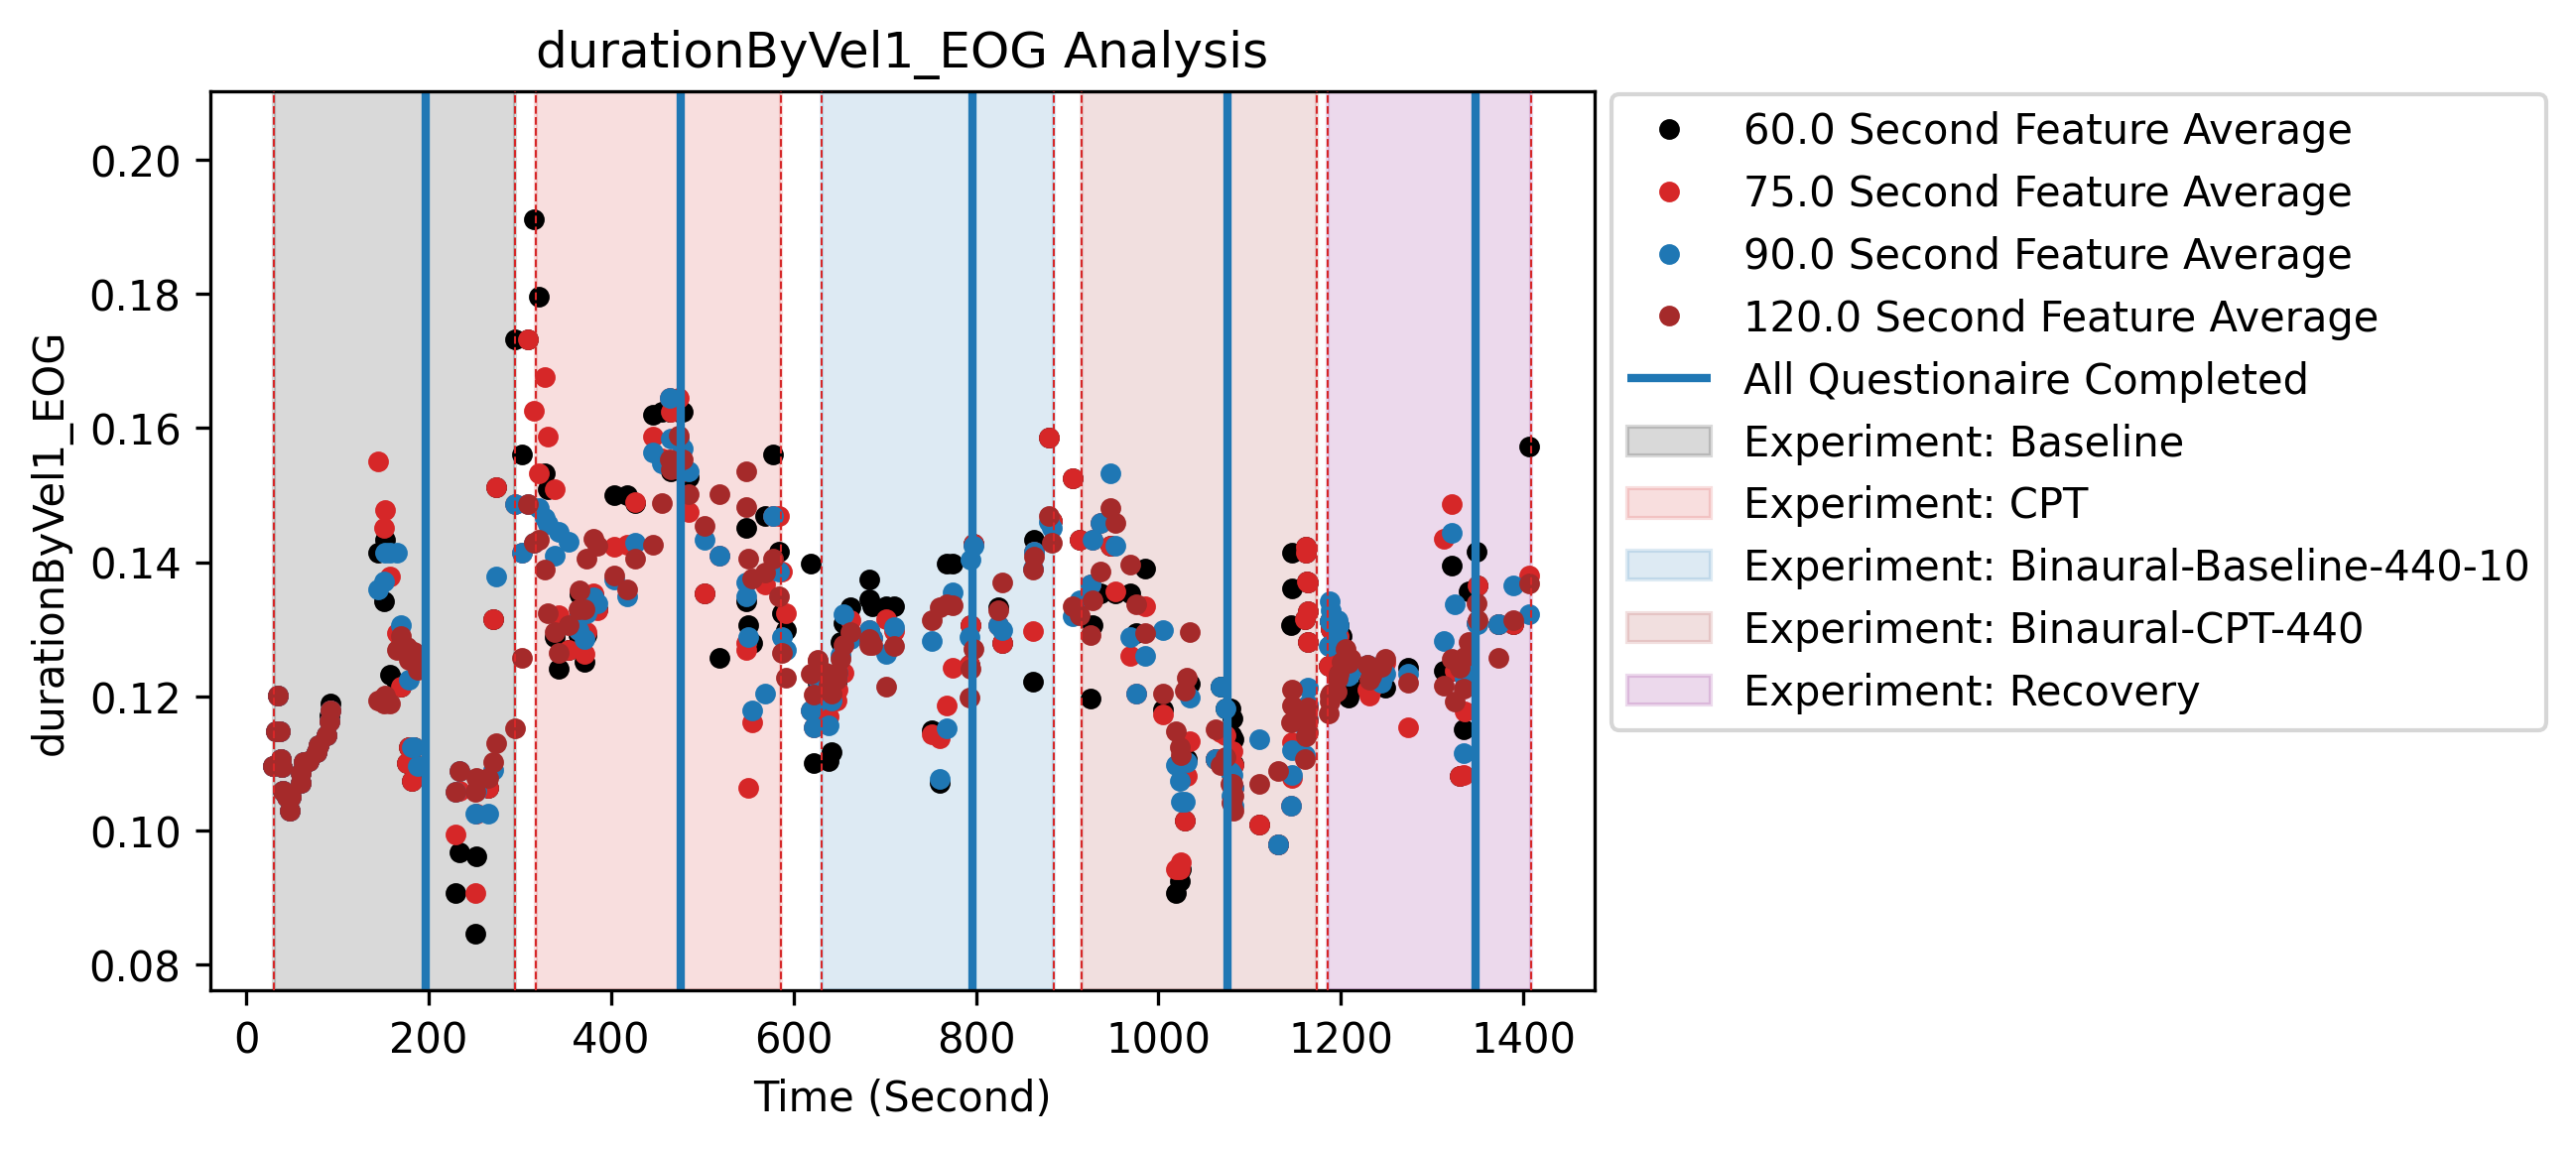 durationByVel1_EOG Analysis
durationByVel1_EOG
0.20
0.18
0.16
0.14
0.12
0.10
0.08
0 200 400 600 800 1000 1200 1400
Time (Second)
60.0 Second Feature Average
75.0 Second Feature Average
90.0 Second Feature Average
120.0 Second Feature Average
All Questionaire Completed
Experiment: Baseline
Experiment: CPT
Experiment: Binaural-Baseline-440-10
Experiment: Binaural-CPT-440
Experiment: Recovery